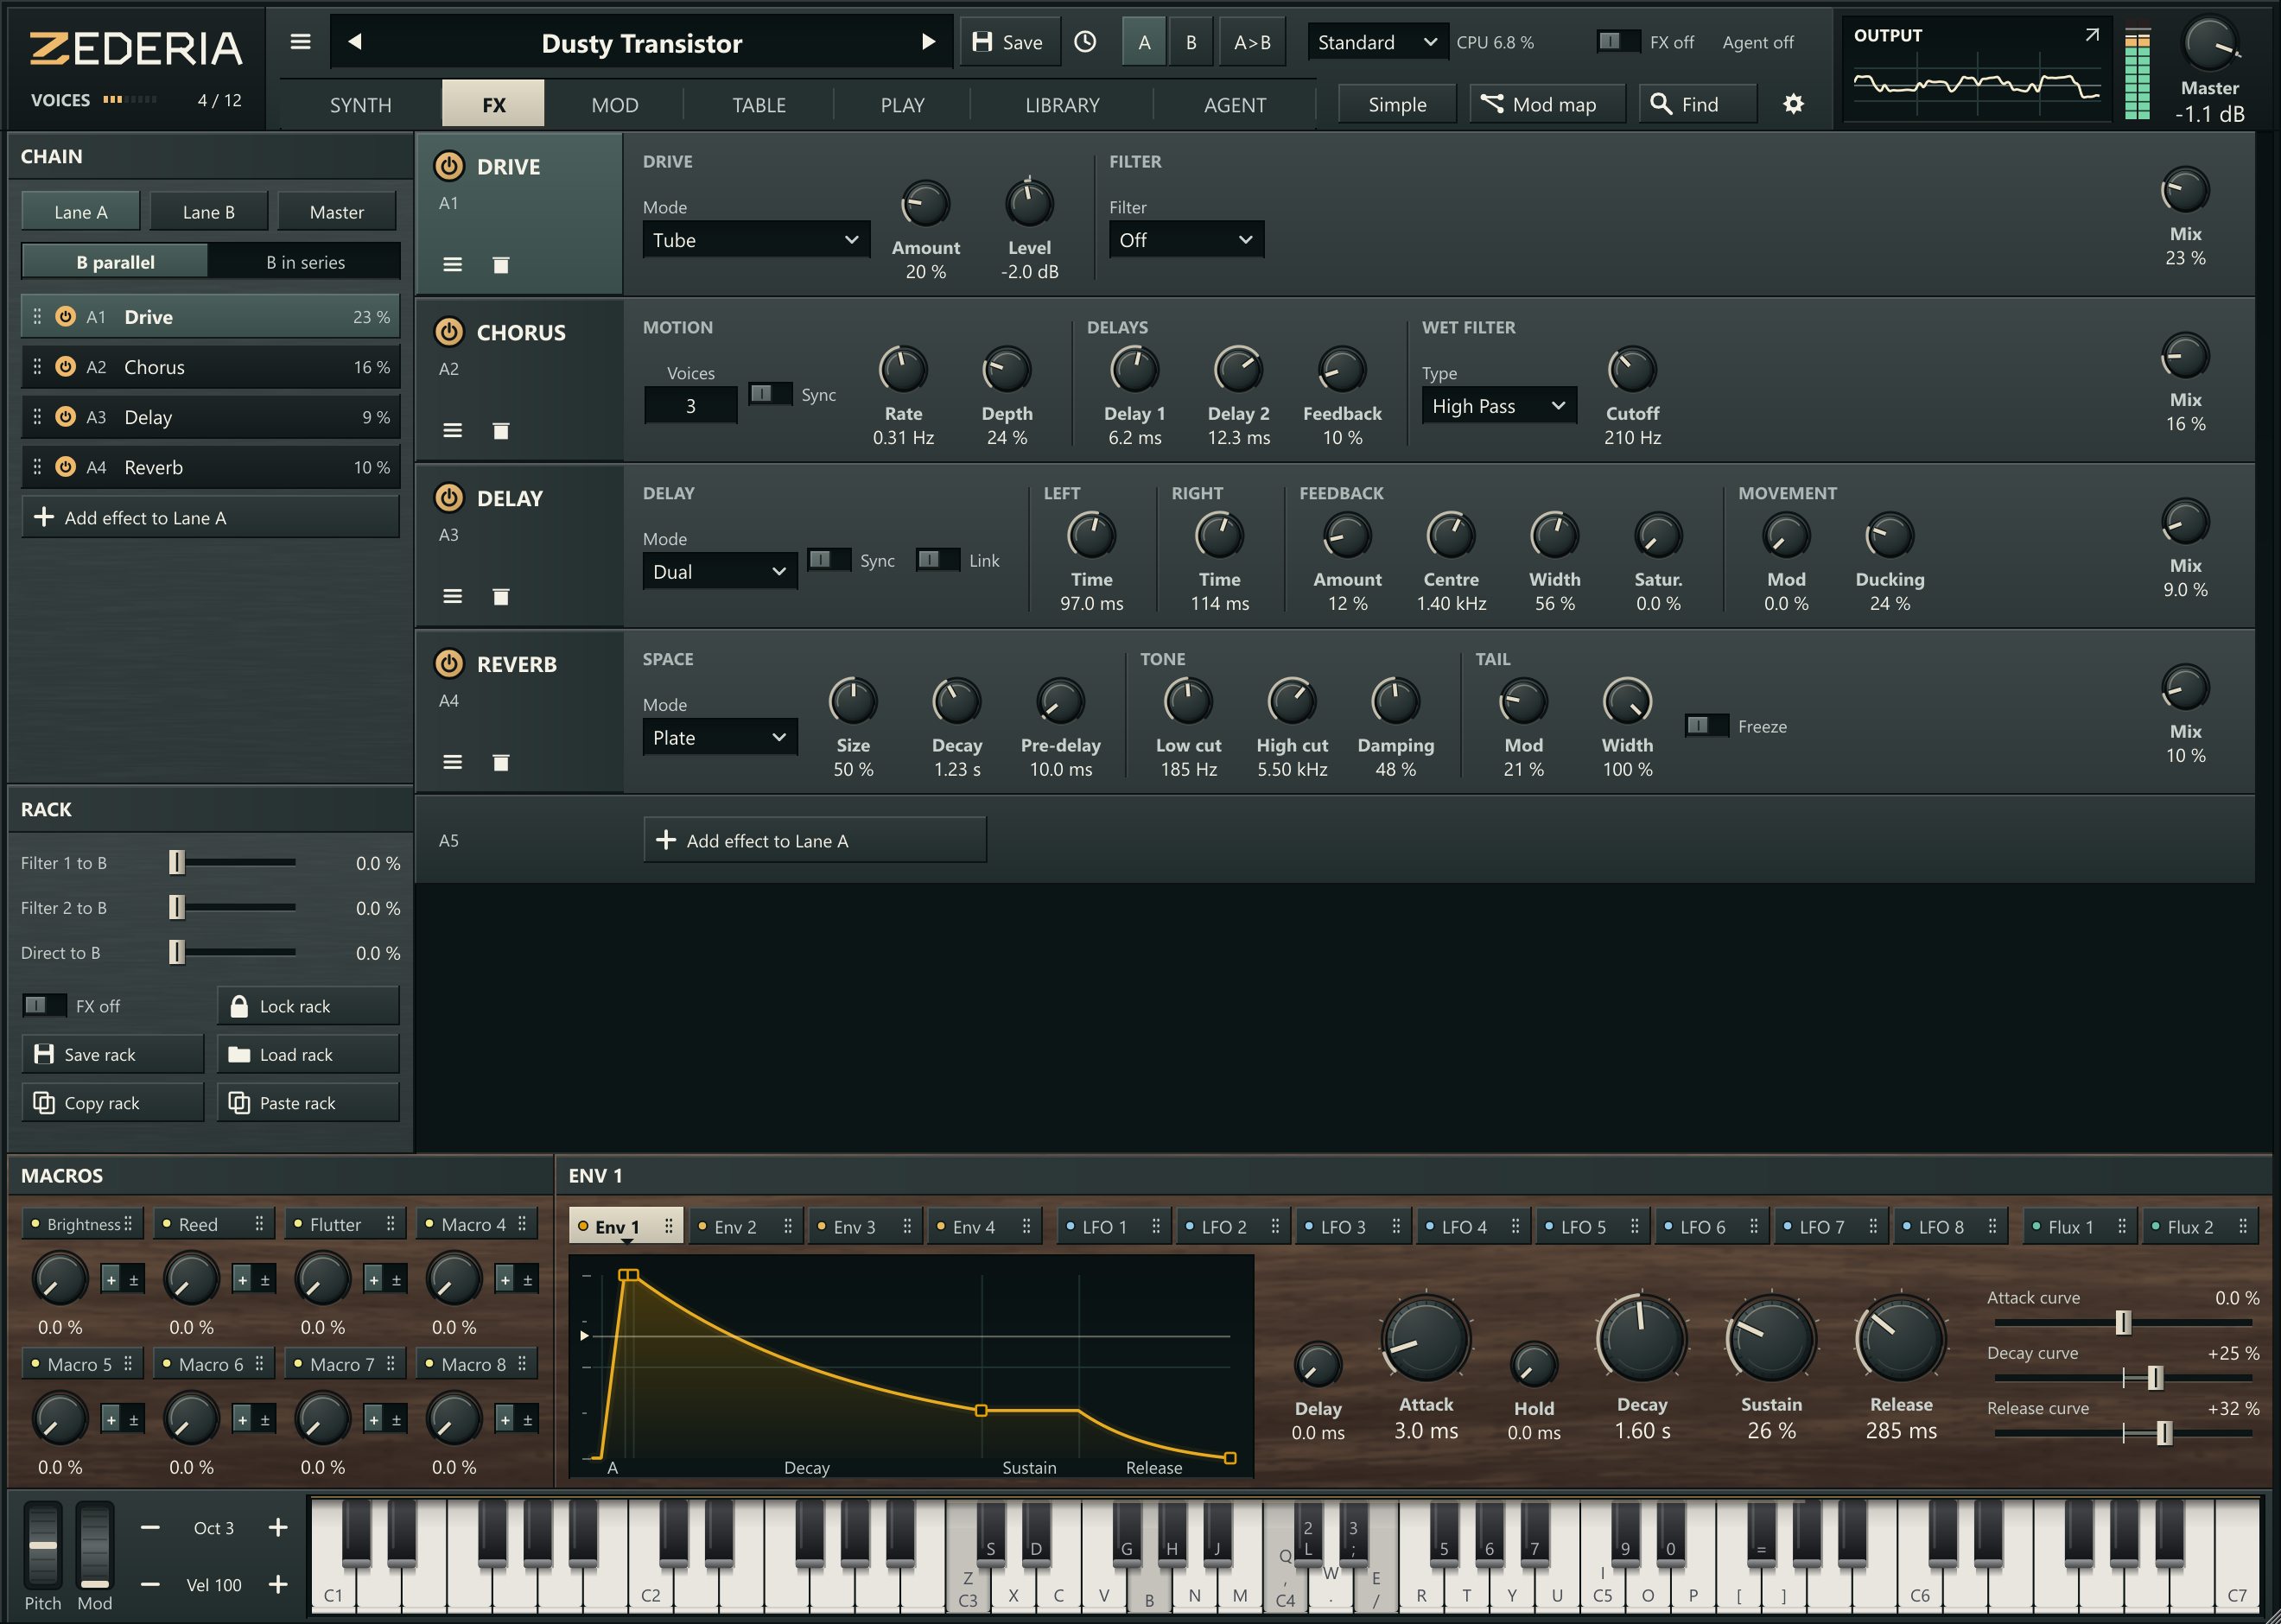 ZEDERIA
VOICES 4 / 12
Dusty Transistor
Save
A B A>B
Standard
CPU 6.8 %
FX off
Agent off
OUTPUT
Master
-1.1 dB
SYNTH FX MOD TABLE PLAY LIBRARY AGENT
Simple
Mod map
Find
CHAIN
Lane A Lane B Master
B parallel B in series
A1 Drive 23 %
A2 Chorus 16 %
A3 Delay 9 %
A4 Reverb 10 %
Add effect to Lane A
DRIVE
A1
DRIVE
Mode
Tube
Amount
20 %
Level
-2.0 dB
FILTER
Filter
Off
Mix
23 %
CHORUS
A2
MOTION
Voices
3
Sync
Rate
0.31 Hz
Depth
24 %
DELAYS
Delay 1
6.2 ms
Delay 2
12.3 ms
Feedback
10 %
WET FILTER
Type
High Pass
Cutoff
210 Hz
Mix
16 %
DELAY
A3
DELAY
Mode
Dual
Sync
Link
LEFT
Time
97.0 ms
RIGHT
Time
114 ms
FEEDBACK
Amount
12 %
Centre
1.40 kHz
Width
56 %
Satur.
0.0 %
MOVEMENT
Mod
0.0 %
Ducking
24 %
Mix
9.0 %
REVERB
A4
SPACE
Mode
Plate
Size
50 %
Decay
1.23 s
Pre-delay
10.0 ms
TONE
Low cut
185 Hz
High cut
5.50 kHz
Damping
48 %
TAIL
Mod
21 %
Width
100 %
Freeze
Mix
10 %
A5
Add effect to Lane A
RACK
Filter 1 to B 0.0 %
Filter 2 to B 0.0 %
Direct to B 0.0 %
FX off
Lock rack
Save rack
Load rack
Copy rack
Paste rack
MACROS
Brightness Reed Flutter Macro 4
+ ± + ± + ± + ±
0.0 % 0.0 % 0.0 % 0.0 %
Macro 5 Macro 6 Macro 7 Macro 8
+ ± + ± + ± + ±
0.0 % 0.0 % 0.0 % 0.0 %
ENV 1
Env 1 Env 2 Env 3 Env 4 LFO 1 LFO 2 LFO 3 LFO 4 LFO 5 LFO 6 LFO 7 LFO 8 Flux 1 Flux 2
A Decay Sustain Release
Delay
0.0 ms
Attack
3.0 ms
Hold
0.0 ms
Decay
1.60 s
Sustain
26 %
Release
285 ms
Attack curve 0.0 %
Decay curve +25 %
Release curve +32 %
Pitch Mod
Oct 3
Vel 100
2 3
S D G H J L ; 5 6 7 9 0 =
Z Q , W E I
C1 C2 C3 X C V B N M C4 . / R T Y U C5 O P [ ] C6 C7